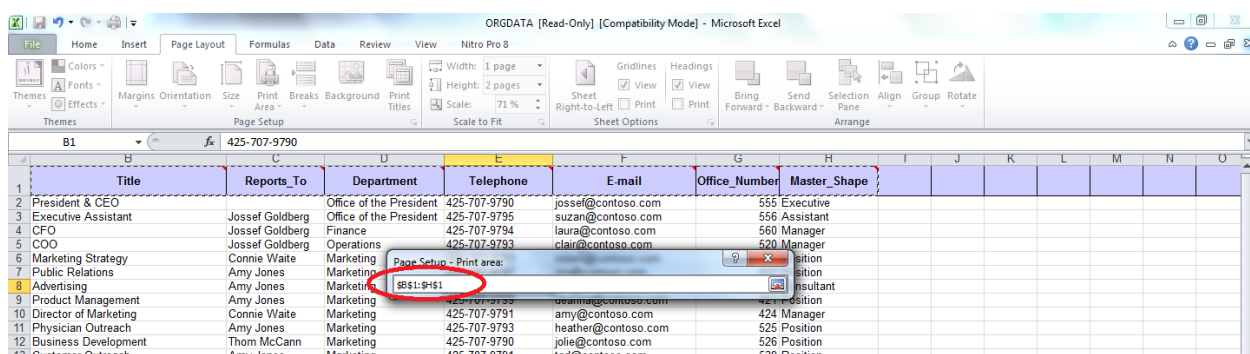 ORGDATA [Read-Only] [Compatibility Mode] - Microsoft Excel
File Home Insert Page Layout Formulas Data Review View Nitro Pro 8
Themes Colors Fonts Effects
Margins Orientation Size Print Area Breaks Background Print Titles
Width: 1 page
Height: 2 pages
Scale: 71 %
Sheet Right-to-Left
Gridlines View Print
Headings View Print
Bring Forward Send Backward Selection Pane Align Group Rotate
Themes Page Setup Scale to Fit Sheet Options Arrange
B1 fx 425-707-9790
B C D E F G H I J K L M N O
1 Title Reports_To Department Telephone E-mail Office_Number Master_Shape
2 President & CEO Office of the President 425-707-9790 jossef@contoso.com 555 Executive
3 Executive Assistant Jossef Goldberg Office of the President 425-707-9795 suzan@contoso.com 556 Assistant
4 CFO Jossef Goldberg Finance 425-707-9794 laura@contoso.com 560 Manager
5 COO Jossef Goldberg Operations 425-707-9793 clair@contoso.com 520 Manager
6 Marketing Strategy Connie Waite Marketing
7 Public Relations Amy Jones Marketing
8 Advertising Amy Jones Marketing
Page Setup - Print area:
$B$1:$H$1
9 Product Management Amy Jones Marketing 425-707-9795 deanna@contoso.com 421 Position
10 Director of Marketing Connie Waite Marketing 425-707-9791 amy@contoso.com 424 Manager
11 Physician Outreach Amy Jones Marketing 425-707-9793 heather@contoso.com 525 Position
12 Business Development Thom McCann Marketing 425-707-9790 jolie@contoso.com 526 Position